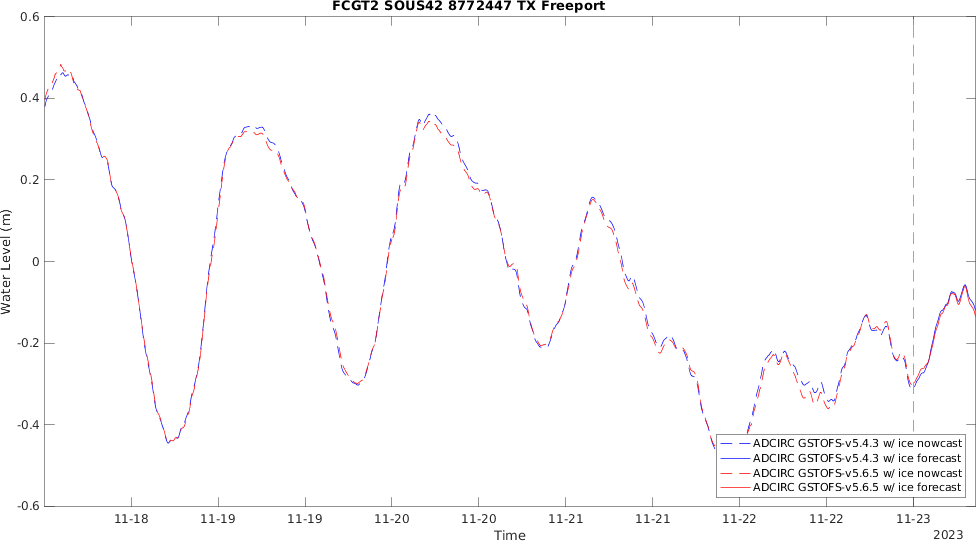 FCGT2 SOUS42 8772447 TX Freeport
0.6
0.4
0.2
0
-0.2
-0.4
-0.6
Water Level (m)
ADCIRC GSTOFS-v5.4.3 w/ ice nowcast
ADCIRC GSTOFS-v5.4.3 w/ ice forecast
ADCIRC GSTOFS-v5.6.5 w/ ice nowcast
ADCIRC GSTOFS-v5.6.5 w/ ice forecast
11-18 11-19 11-19 11-20 11-20 11-21 11-21 11-22 11-22 11-23
Time
2023